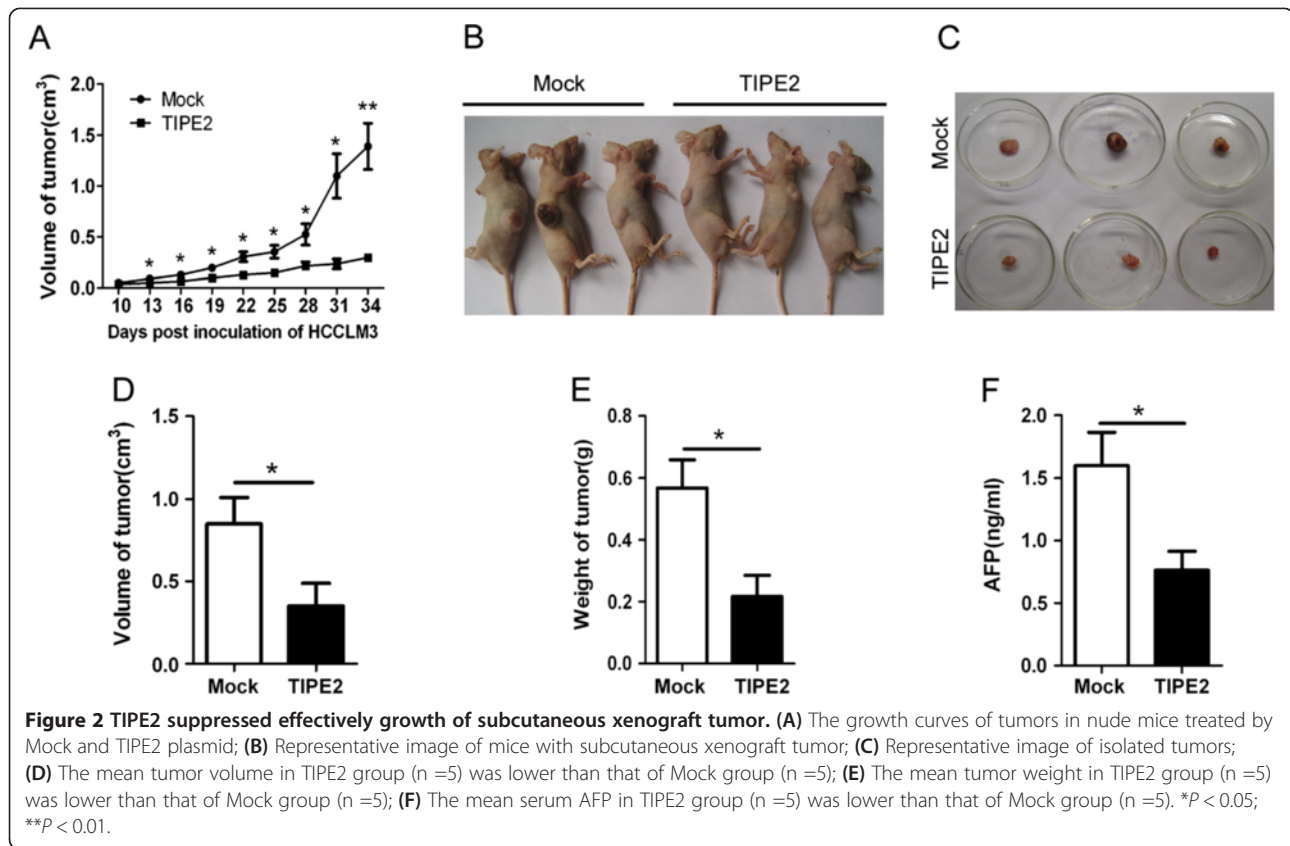 A
2.0
1.5
1.0
0.5
0.0
Volume of tumor(cm³)
Mock
TIPE2
* * * * * * * **
10 13 16 19 22 25 28 31 34
Days post inoculation of HCCLM3
B
Mock TIPE2
C
Mock
TIPE2
D
1.5
1.0
0.5
0.0
Volume of tumor(cm³)
*
Mock TIPE2
E
0.8
0.6
0.4
0.2
0.0
Weight of tumor(g)
*
Mock TIPE2
F
2.0
1.5
1.0
0.5
0.0
AFP(ng/ml)
*
Mock TIPE2
Figure 2 TIPE2 suppressed effectively growth of subcutaneous xenograft tumor. (A) The growth curves of tumors in nude mice treated by
Mock and TIPE2 plasmid; (B) Representative image of mice with subcutaneous xenograft tumor; (C) Representative image of isolated tumors;
(D) The mean tumor volume in TIPE2 group (n =5) was lower than that of Mock group (n =5); (E) The mean tumor weight in TIPE2 group (n =5)
was lower than that of Mock group (n =5); (F) The mean serum AFP in TIPE2 group (n =5) was lower than that of Mock group (n =5). *P < 0.05;
**P < 0.01.